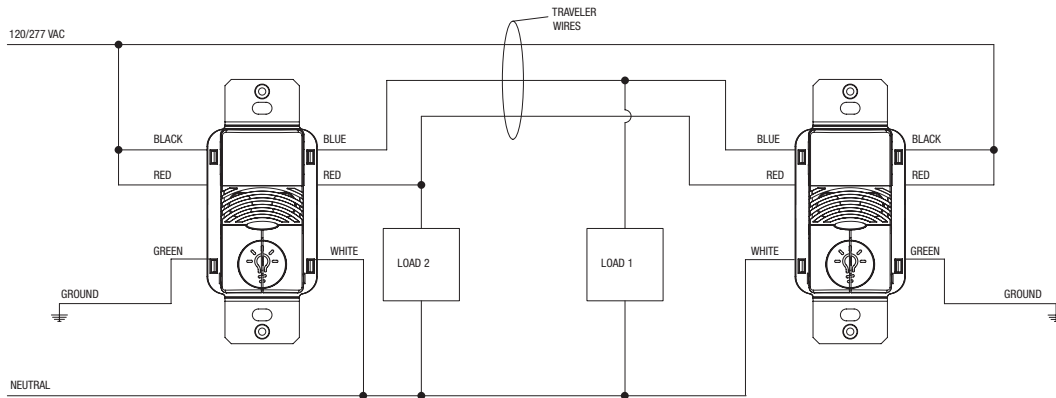 TRAVELER
WIRES
120/277 VAC
BLACK
BLUE
BLUE
BLACK
RED
RED
RED
RED
GREEN
WHITE
LOAD 2
LOAD 1
WHITE
GREEN
GROUND
GROUND
NEUTRAL